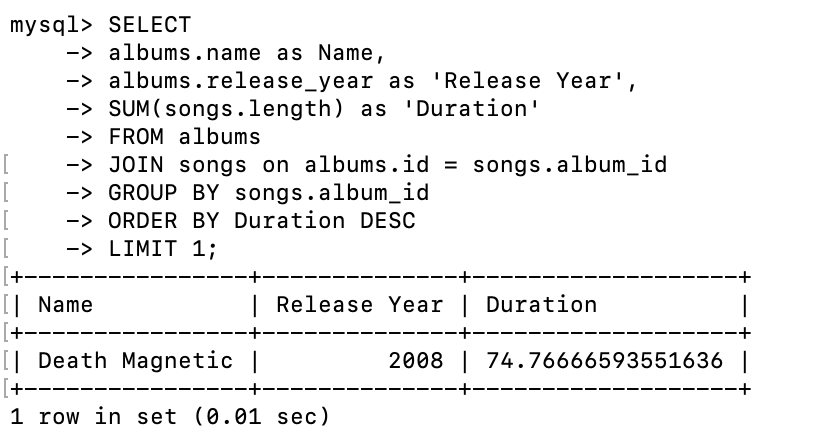 mysql> SELECT
    -> albums.name as Name,
    -> albums.release_year as 'Release Year',
    -> SUM(songs.length) as 'Duration'
    -> FROM albums
[   -> JOIN songs on albums.id = songs.album_id
[   -> GROUP BY songs.album_id
[   -> ORDER BY Duration DESC
[   -> LIMIT 1;
[+----------------+--------------+-------------------+
[| Name           | Release Year | Duration          |
[+----------------+--------------+-------------------+
[| Death Magnetic |         2008 | 74.76666593551636 |
[+----------------+--------------+-------------------+
1 row in set (0.01 sec)